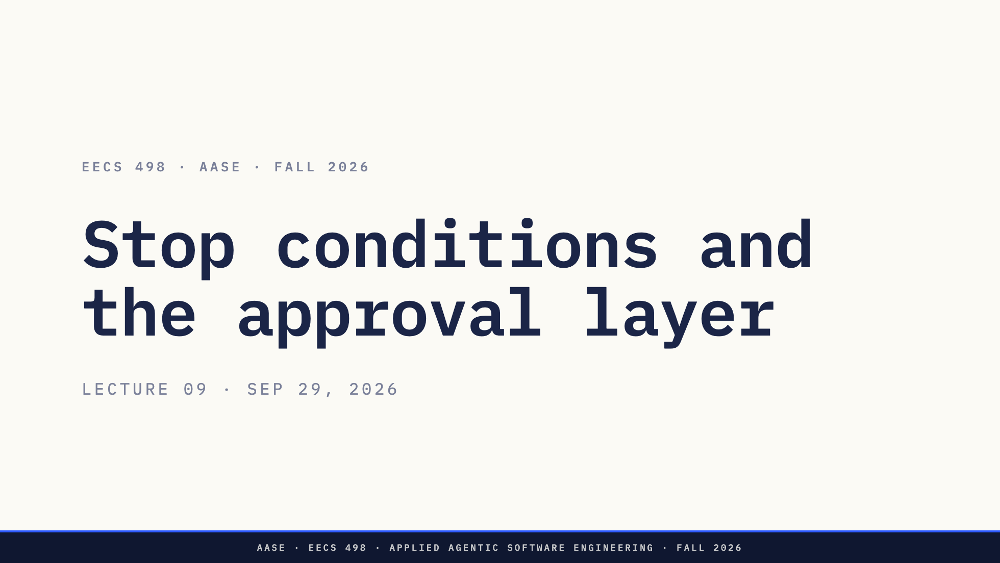 EECS 498 · AASE · FALL 2026
Stop conditions and
the approval layer
LECTURE 09 · SEP 29, 2026
AASE · EECS 498 · APPLIED AGENTIC SOFTWARE ENGINEERING · FALL 2026